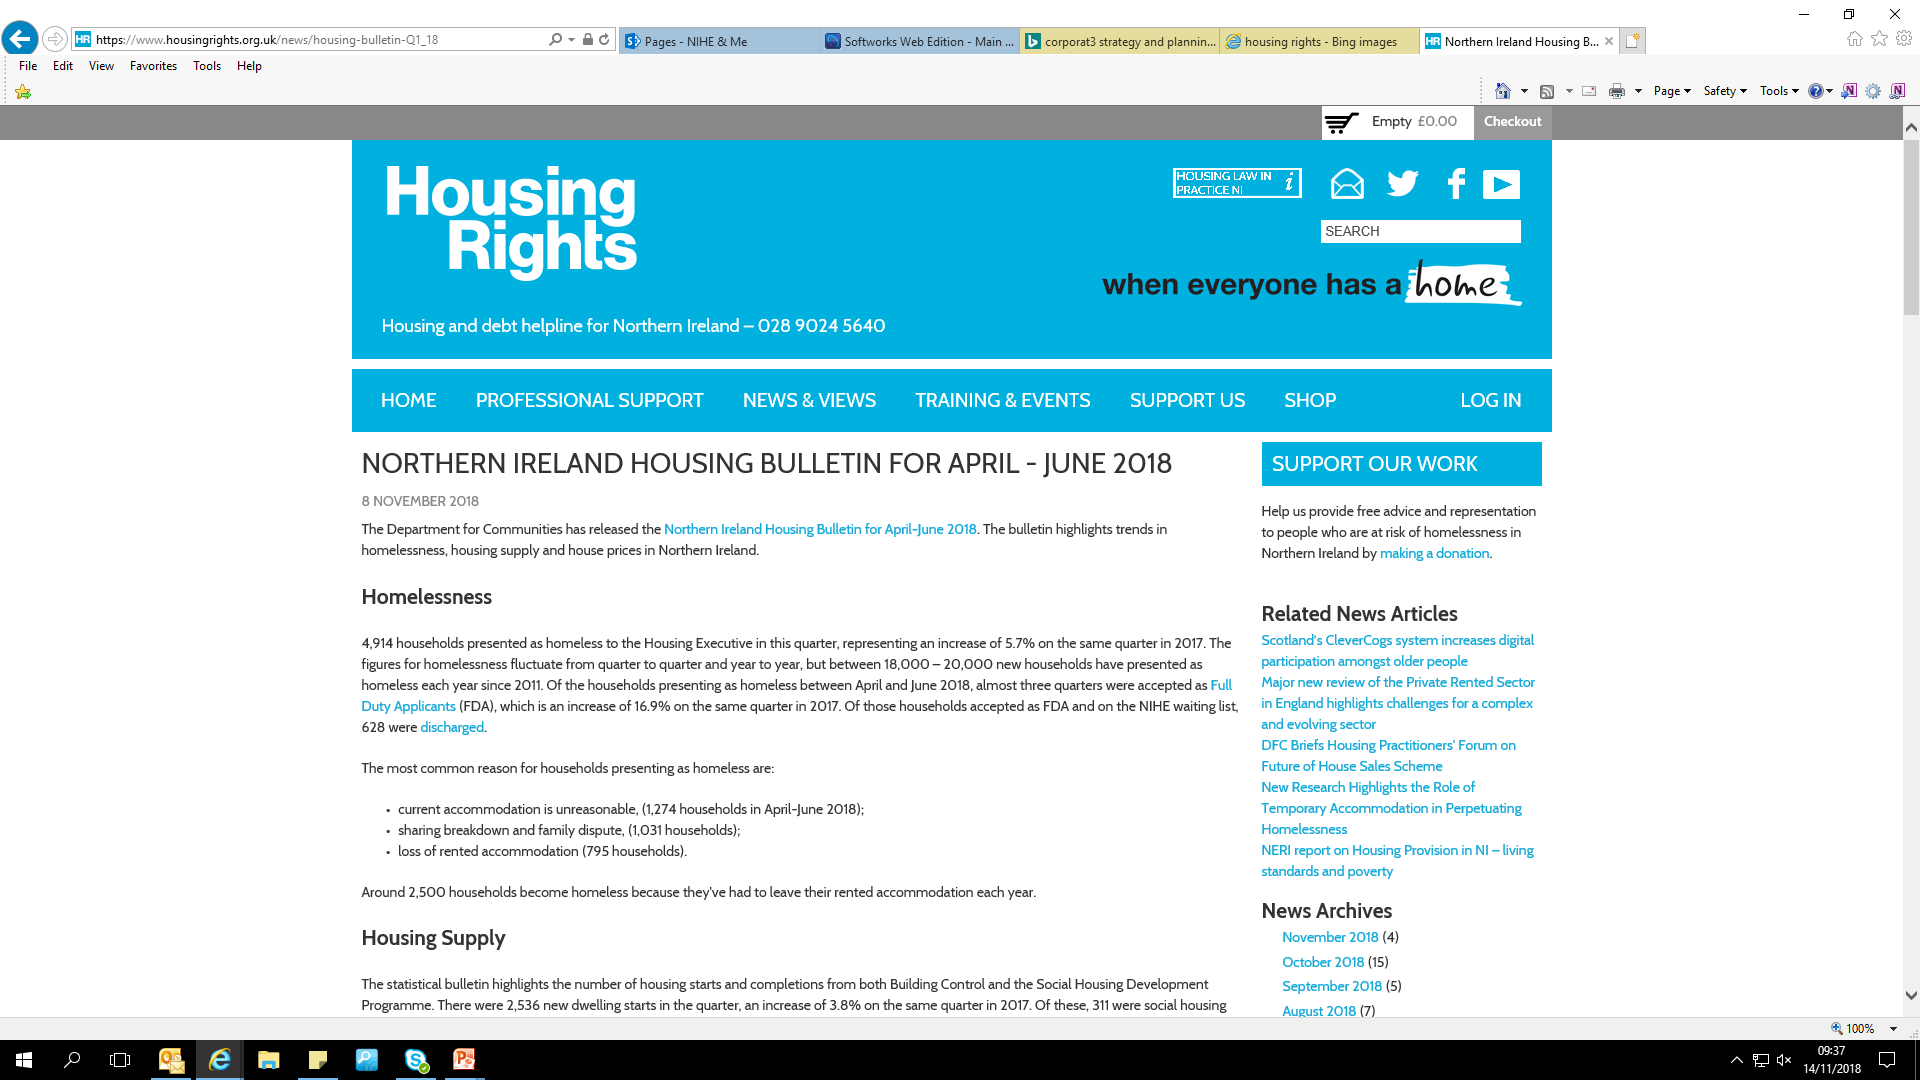 https://www.housingrights.org.uk/news/housing-bulletin-Q1_18
Pages - NIHE & Me
Softworks Web Edition - Main ...
corporat3 strategy and plannin...
housing rights - Bing images
HR Northern Ireland Housing B...
File Edit View Favorites Tools Help
Page Safety Tools
Empty £0.00 Checkout
Housing
Rights
HOUSING LAW IN
PRACTICE NI
SEARCH
when everyone has a home
Housing and debt helpline for Northern Ireland – 028 9024 5640
HOME PROFESSIONAL SUPPORT NEWS & VIEWS TRAINING & EVENTS SUPPORT US SHOP LOG IN
NORTHERN IRELAND HOUSING BULLETIN FOR APRIL - JUNE 2018
8 NOVEMBER 2018
The Department for Communities has released the Northern Ireland Housing Bulletin for April-June 2018. The bulletin highlights trends in
homelessness, housing supply and house prices in Northern Ireland.
Homelessness
4,914 households presented as homeless to the Housing Executive in this quarter, representing an increase of 5.7% on the same quarter in 2017. The
figures for homelessness fluctuate from quarter to quarter and year to year, but between 18,000 – 20,000 new households have presented as
homeless each year since 2011. Of the households presenting as homeless between April and June 2018, almost three quarters were accepted as Full
Duty Applicants (FDA), which is an increase of 16.9% on the same quarter in 2017. Of those households accepted as FDA and on the NIHE waiting list,
628 were discharged.
The most common reason for households presenting as homeless are:
• current accommodation is unreasonable, (1,274 households in April-June 2018);
• sharing breakdown and family dispute, (1,031 households);
• loss of rented accommodation (795 households).
Around 2,500 households become homeless because they've had to leave their rented accommodation each year.
Housing Supply
The statistical bulletin highlights the number of housing starts and completions from both Building Control and the Social Housing Development
Programme. There were 2,536 new dwelling starts in the quarter, an increase of 3.8% on the same quarter in 2017. Of these, 311 were social housing
SUPPORT OUR WORK
Help us provide free advice and representation
to people who are at risk of homelessness in
Northern Ireland by making a donation.
Related News Articles
Scotland's CleverCogs system increases digital
participation amongst older people
Major new review of the Private Rented Sector
in England highlights challenges for a complex
and evolving sector
DFC Briefs Housing Practitioners' Forum on
Future of House Sales Scheme
New Research Highlights the Role of
Temporary Accommodation in Perpetuating
Homelessness
NERI report on Housing Provision in NI – living
standards and poverty
News Archives
November 2018 (4)
October 2018 (15)
September 2018 (5)
August 2018 (7)
100%
09:37
14/11/2018